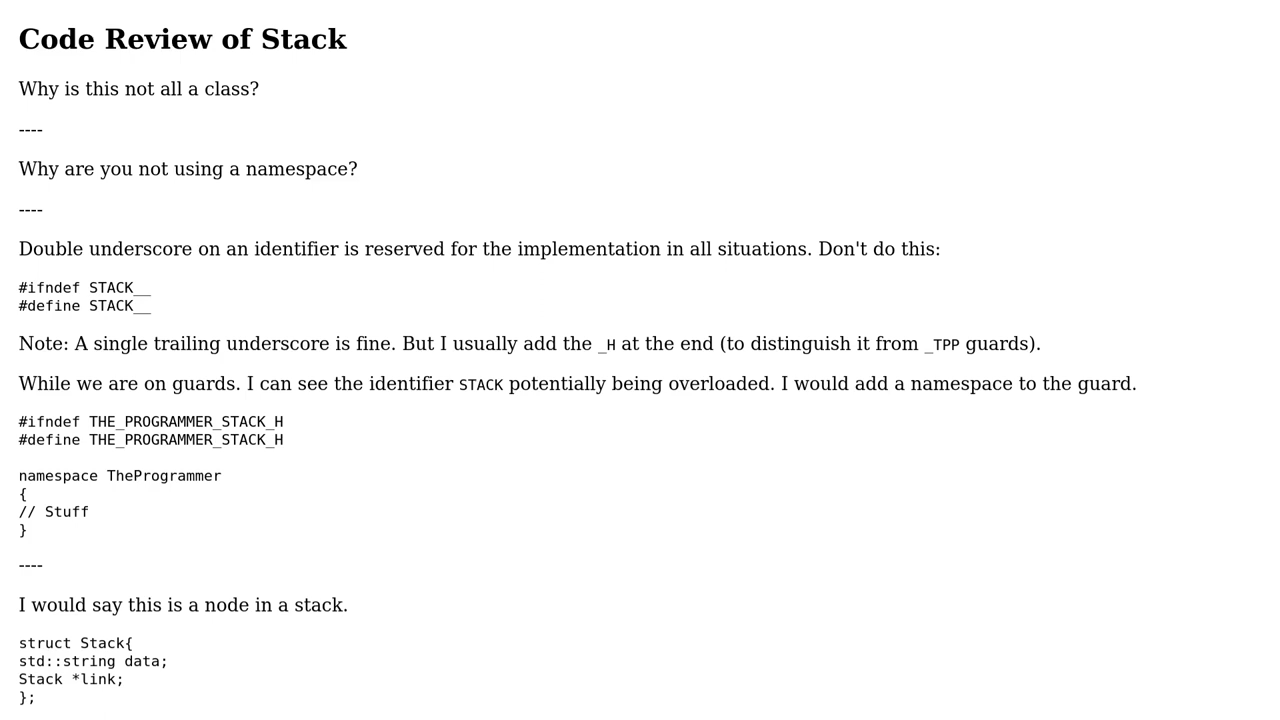 Code Review of Stack
Why is this not all a class?
----
Why are you not using a namespace?
----
Double underscore on an identifier is reserved for the implementation in all situations. Don't do this:
#ifndef STACK__
#define STACK__
Note: A single trailing underscore is fine. But I usually add the _H at the end (to distinguish it from _TPP guards).
While we are on guards. I can see the identifier STACK potentially being overloaded. I would add a namespace to the guard.
#ifndef THE_PROGRAMMER_STACK_H
#define THE_PROGRAMMER_STACK_H
namespace TheProgrammer
{
// Stuff
}
----
I would say this is a node in a stack.
struct Stack{
std::string data;
Stack *link;
};